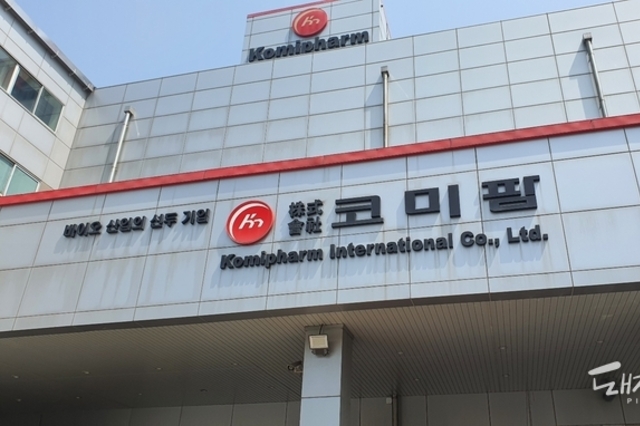 Komipharm
바이오 산업의 선두 기업
株式
會社
코미팜
Komipharm International Co., Ltd.